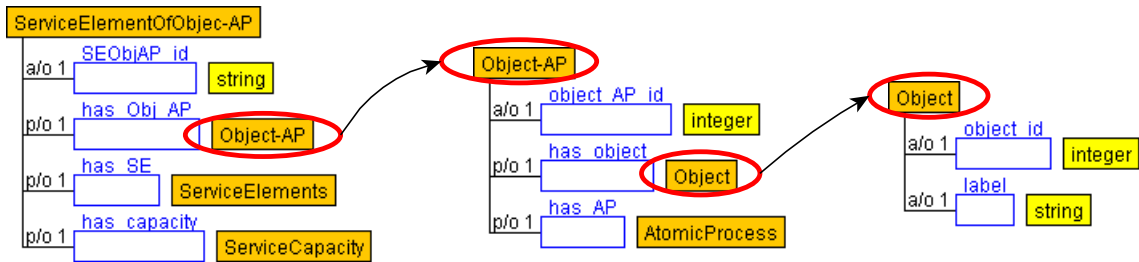 ServiceElementOfObjec-AP
a/o 1 SEObjAP_id string
p/o 1 has_Obj_AP Object-AP
p/o 1 has_SE ServiceElements
p/o 1 has_capacity ServiceCapacity
Object-AP
a/o 1 object_AP_id integer
p/o 1 has_object Object
p/o 1 has_AP AtomicProcess
Object
a/o 1 object_id integer
a/o 1 label string